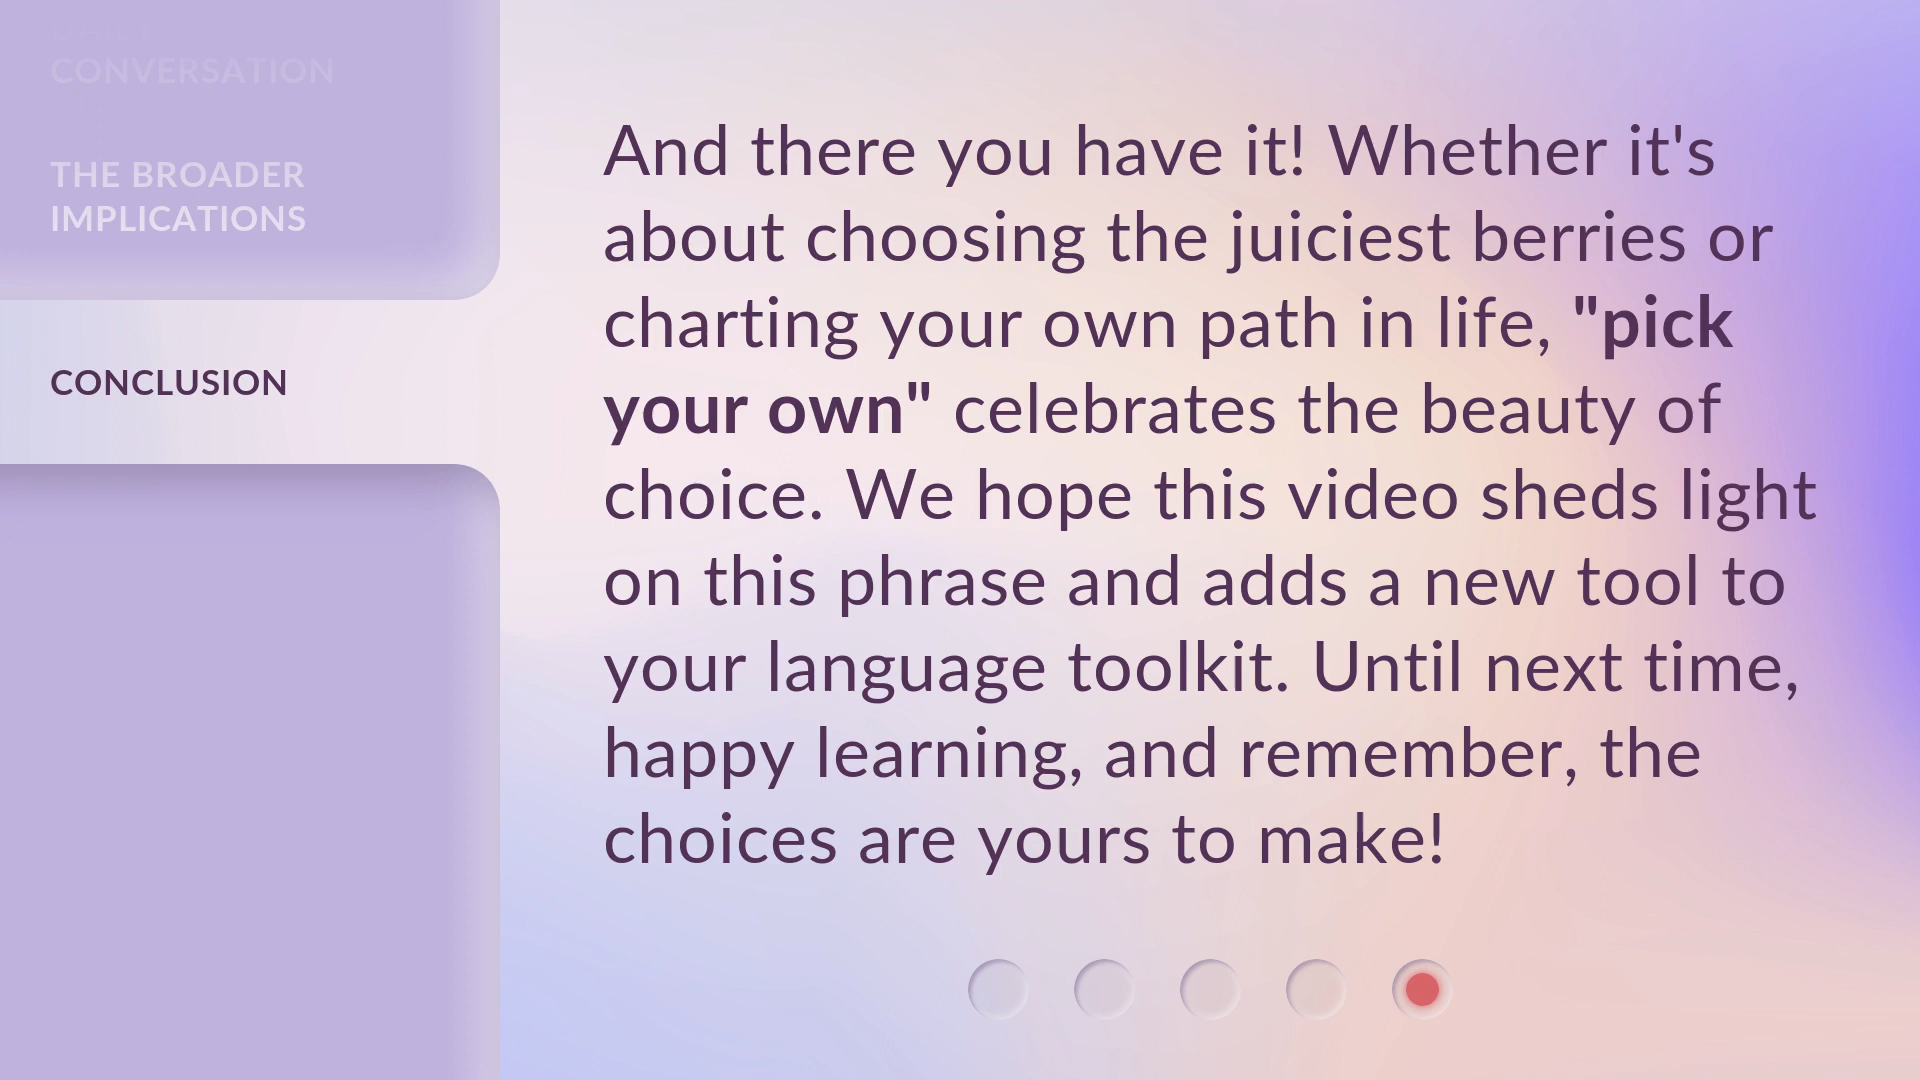 CONVERSATION
THE BROADER
IMPLICATIONS
CONCLUSION
And there you have it! Whether it's
about choosing the juiciest berries or
charting your own path in life, "pick
your own" celebrates the beauty of
choice. We hope this video sheds light
on this phrase and adds a new tool to
your language toolkit. Until next time,
happy learning, and remember, the
choices are yours to make!